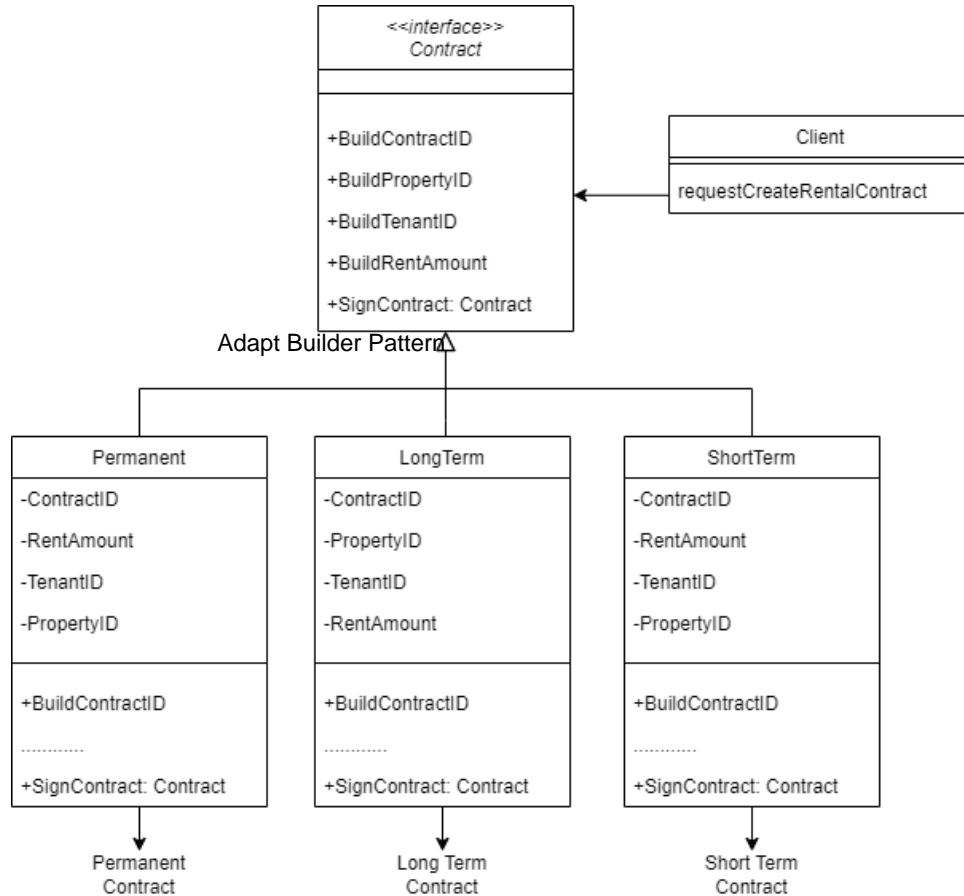 <<interface>>
Contract
+BuildContractID
+BuildPropertyID
+BuildTenantID
+BuildRentAmount
+SignContract: Contract
Client
requestCreateRentalContract
Adapt Builder Pattern
Permanent
-ContractID
-RentAmount
-TenantID
-PropertyID
+BuildContractID
............
+SignContract: Contract
LongTerm
-ContractID
-PropertyID
-TenantID
-RentAmount
+BuildContractID
............
+SignContract: Contract
ShortTerm
-ContractID
-RentAmount
-TenantID
-PropertyID
+BuildContractID
............
+SignContract: Contract
Permanent
Contract
Long Term
Contract
Short Term
Contract